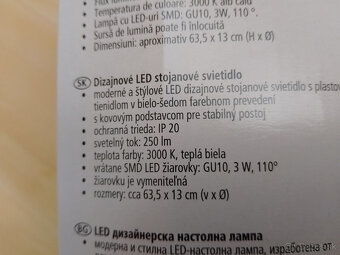 Temperatura de culoare: 3000 K alb cald
Lampă cu LED-uri SMD: GU10, 3W, 110 °.
Sursă de lumină poate fi înlocuită
Dimensiuni: aproximativ 63,5 x 13 cm (H x Ø)
SK Dizajnové LED stojanové svietidlo
• moderné a štýlové LED dizajnové stojanové svietidlo s plastov
tienidlom v bielo-šedom farebnom prevedení
• s kovovým podstavcom pre stabilný postoj
• ochranná trieda: IP 20
• svetelný tok: 250 lm
• teplota farby: 3000 K, teplá biela
• vrátane SMD LED žiarovky: GU10, 3 W, 110°
• žiarovku je vymeniteľná
• rozmery: cca 63,5 x 13 cm (v x Ø)
BG LED дизайнерска настолна лампа
• модерна и стилна LED-настолна лампа, изработена от